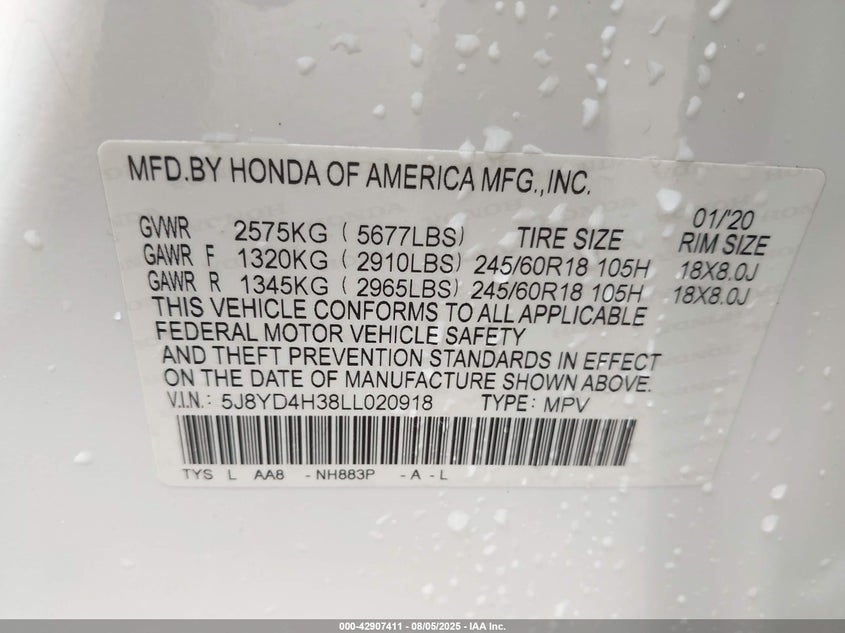 MFD.BY HONDA OF AMERICA MFG.,INC.
01/'20
GVWR 2575KG ( 5677LBS) TIRE SIZE RIM SIZE
GAWR F 1320KG ( 2910LBS) 245/60R18 105H 18X8.0J
GAWR R 1345KG ( 2965LBS) 245/60R18 105H 18X8.0J
THIS VEHICLE CONFORMS TO ALL APPLICABLE
FEDERAL MOTOR VEHICLE SAFETY
AND THEFT PREVENTION STANDARDS IN EFFECT
ON THE DATE OF MANUFACTURE SHOWN ABOVE.
V.I.N.: 5J8YD4H38LL020918 TYPE: MPV
TYS L AA8 - NH883P - A - L
000-42907411 - 08/05/2025 - IAA Inc.